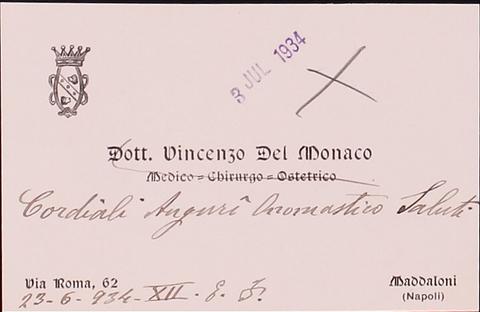 3 JUL 1934
Dott. Vincenzo Del Monaco
Medico = Chirurgo = Ostetrico
Cordiali Auguri Onomastico Saluti
Via Roma, 62
Maddaloni
(Napoli)
23-6-934-XII. E. F.